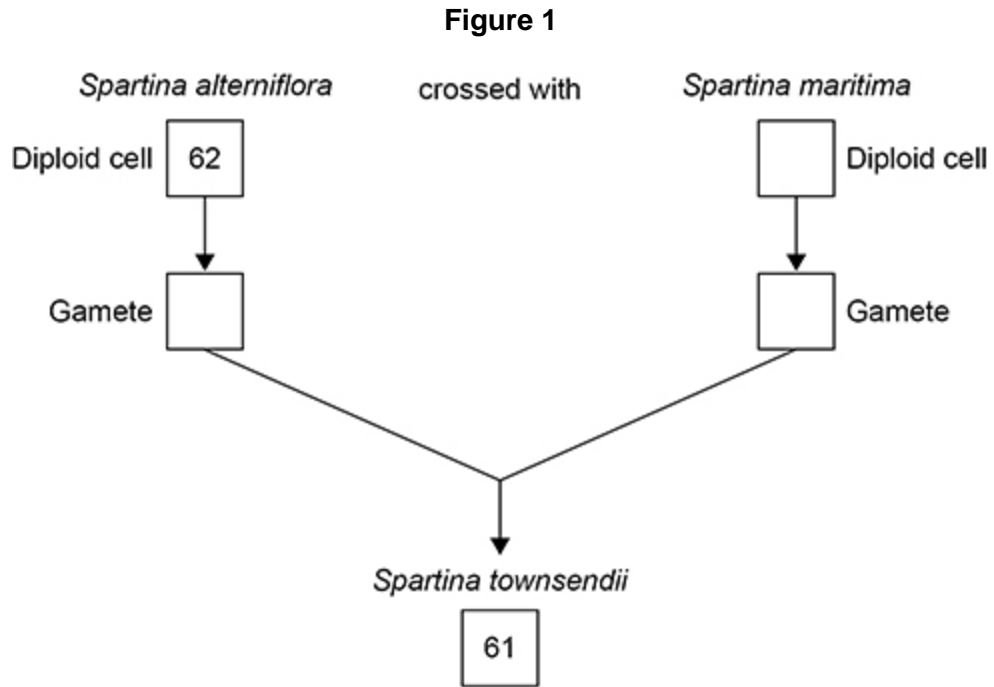 Figure 1
Spartina alterniflora crossed with Spartina maritima
Diploid cell 62 Diploid cell
Gamete Gamete
Spartina townsendii
61